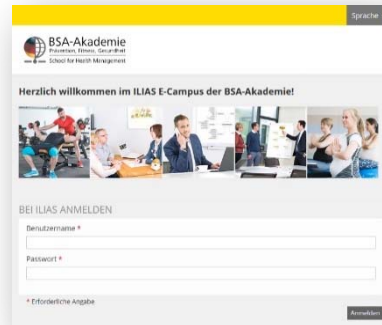 Sprache
BSA-Akademie
Prävention, Fitness, Gesundheit
School for Health Management
Herzlich willkommen im ILIAS E-Campus der BSA-Akademie!
BEI ILIAS ANMELDEN
Benutzername *
Passwort *
* Erforderliche Angabe
Anmelden